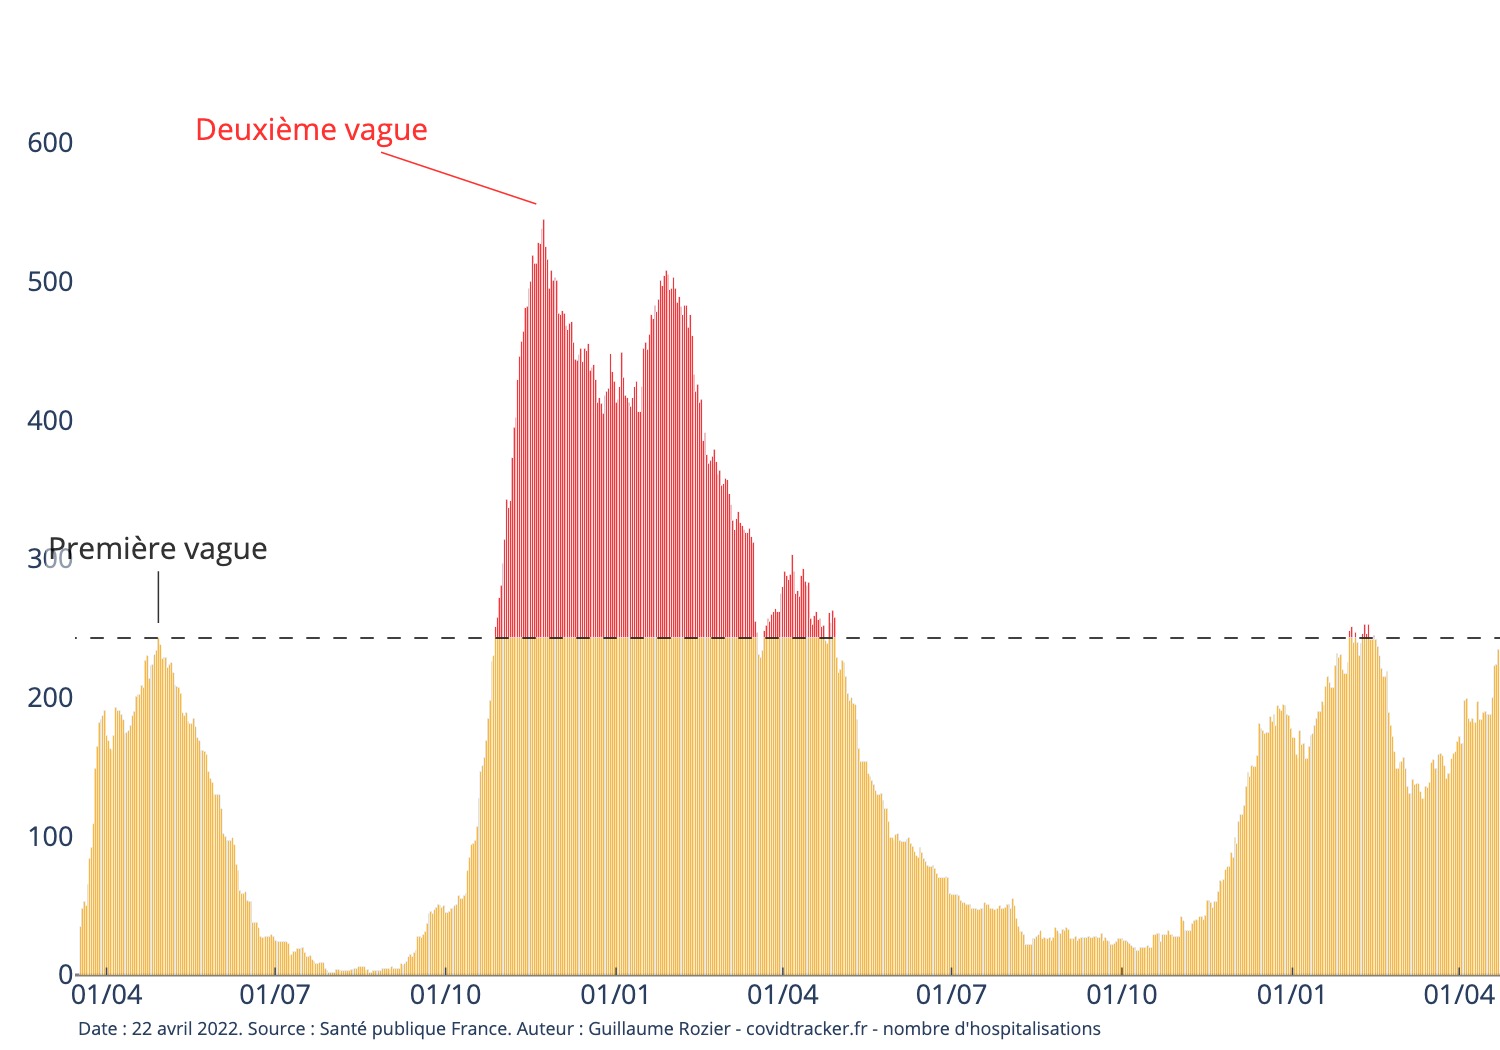 Deuxième vague
600
500
400
300
Première vague
200
100
0
01/04 01/07 01/10 01/01 01/04 01/07 01/10 01/01 01/04
Date : 22 avril 2022. Source : Santé publique France. Auteur : Guillaume Rozier - covidtracker.fr - nombre d'hospitalisations